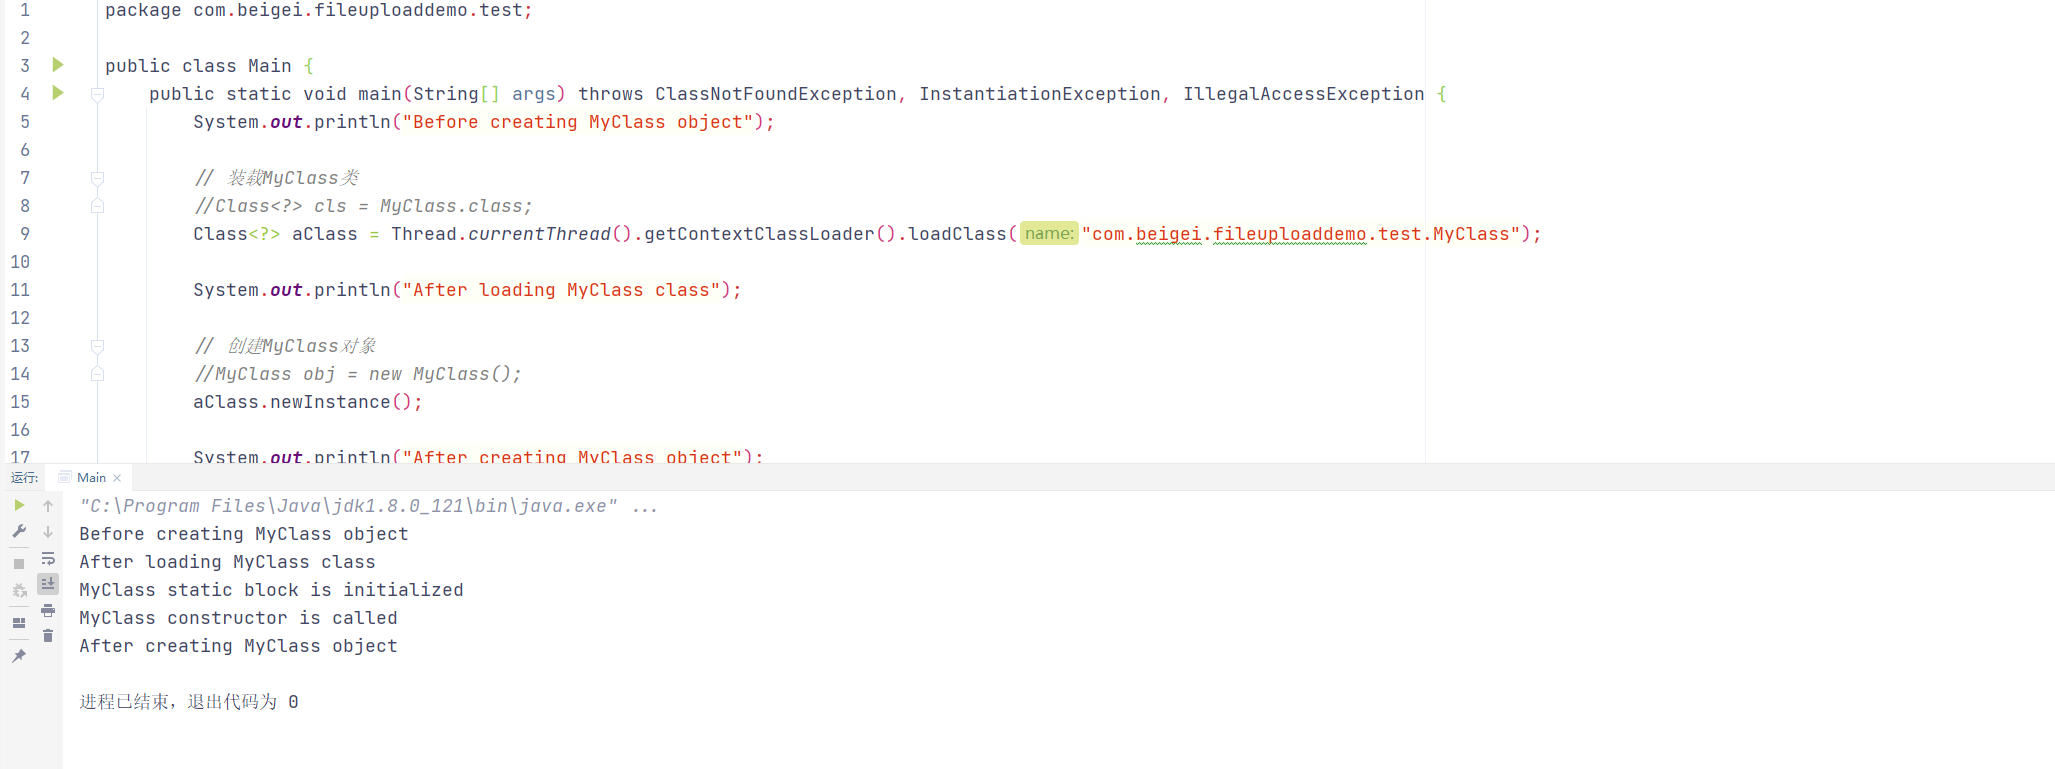 1 package com.beigei.fileuploaddemo.test;
2
3 public class Main {
4 public static void main(String[] args) throws ClassNotFoundException, InstantiationException, IllegalAccessException {
5 System.out.println("Before creating MyClass object");
6
7 // 装载MyClass类
8 //Class<?> cls = MyClass.class;
9 Class<?> aClass = Thread.currentThread().getContextClassLoader().loadClass( name: "com.beigei.fileuploaddemo.test.MyClass");
10
11 System.out.println("After loading MyClass class");
12
13 // 创建MyClass对象
14 //MyClass obj = new MyClass();
15 aClass.newInstance();
16
17 System.out.println("After creating MyClass object");
运行: Main
"C:\Program Files\Java\jdk1.8.0_121\bin\java.exe" ...
Before creating MyClass object
After loading MyClass class
MyClass static block is initialized
MyClass constructor is called
After creating MyClass object
进程已结束，退出代码为 0